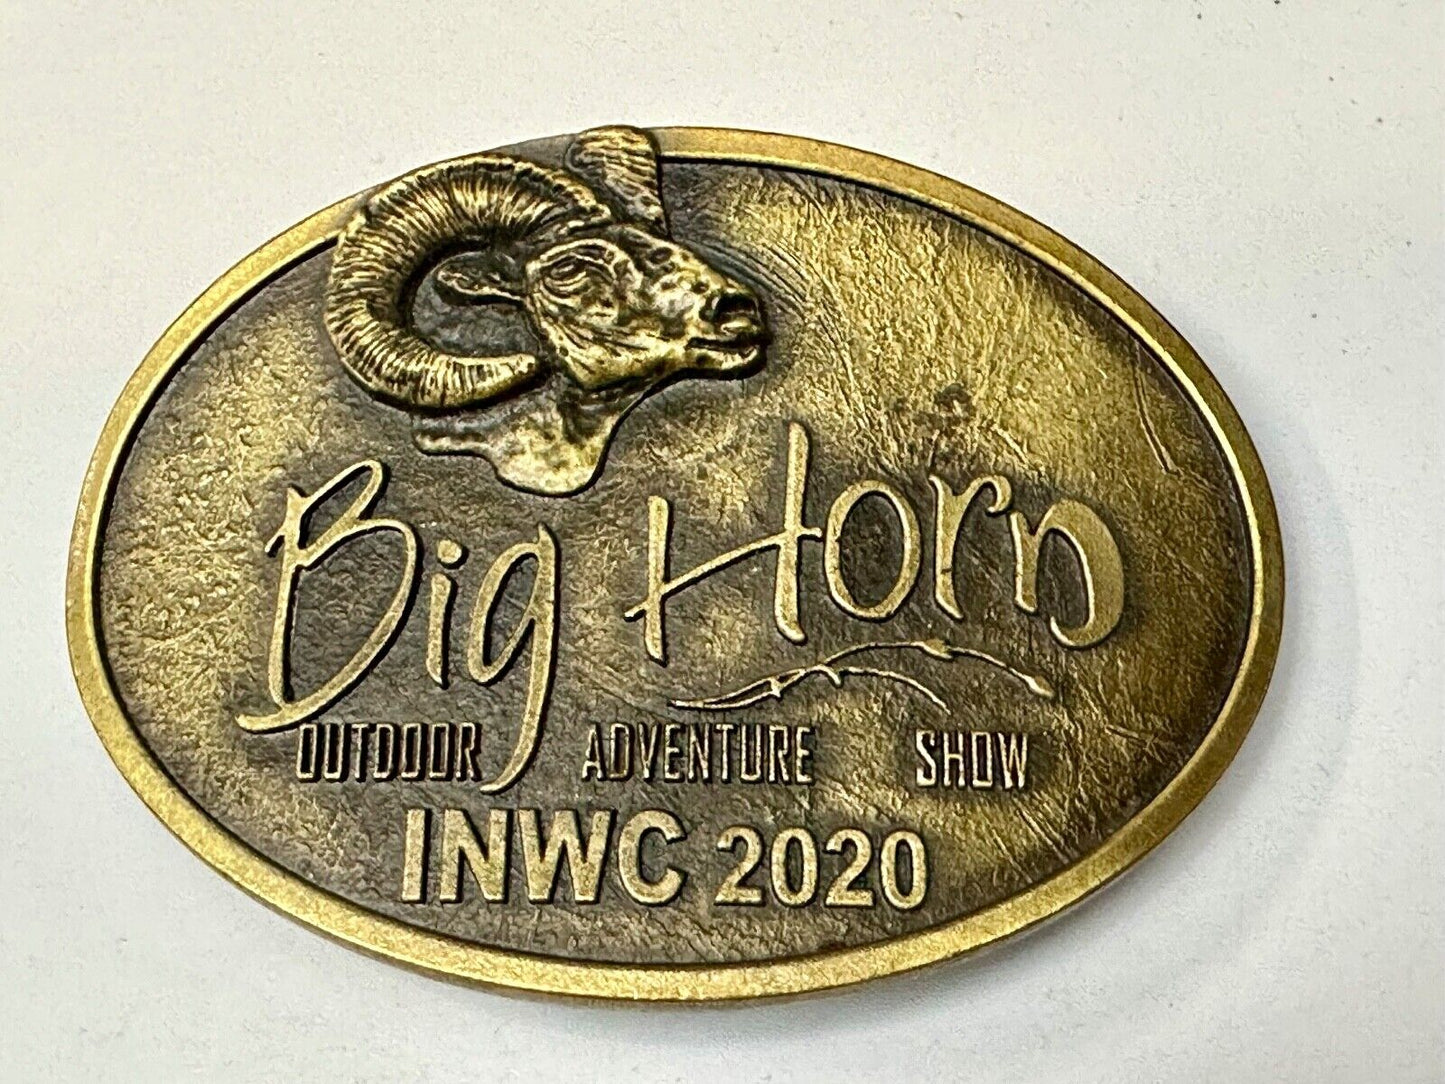 Big Horn
OUTDOOR ADVENTURE SHOW
INWC 2020